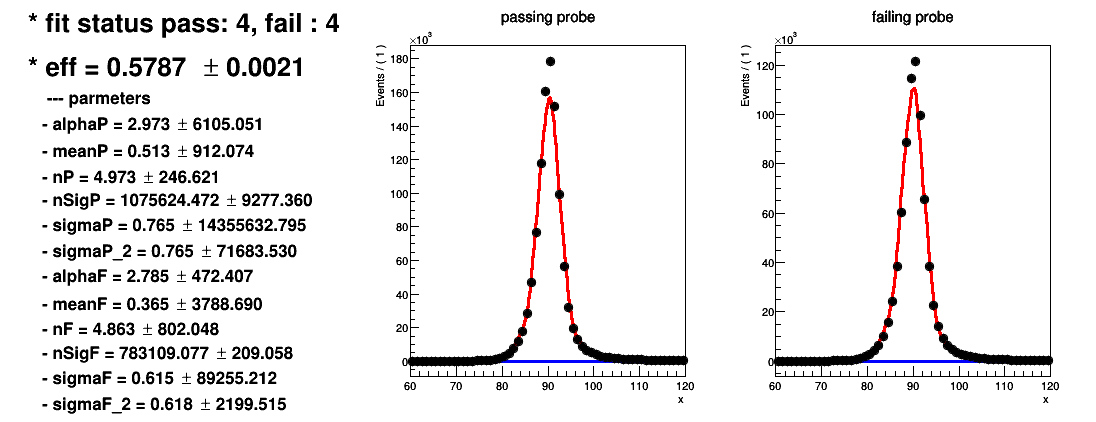 * fit status pass: 4, fail : 4
* eff = 0.5787 ± 0.0021
--- parmeters
- alphaP = 2.973 ± 6105.051
- meanP = 0.513 ± 912.074
- nP = 4.973 ± 246.621
- nSigP = 1075624.472 ± 9277.360
- sigmaP = 0.765 ± 14355632.795
- sigmaP_2 = 0.765 ± 71683.530
- alphaF = 2.785 ± 472.407
- meanF = 0.365 ± 3788.690
- nF = 4.863 ± 802.048
- nSigF = 783109.077 ± 209.058
- sigmaF = 0.615 ± 89255.212
- sigmaF_2 = 0.618 ± 2199.515
passing probe
×10³
Events / ( 1 )
180
160
140
120
100
80
60
40
20
0
60 70 80 90 100 110 120
x
failing probe
×10³
Events / ( 1 )
120
100
80
60
40
20
0
60 70 80 90 100 110 120
x